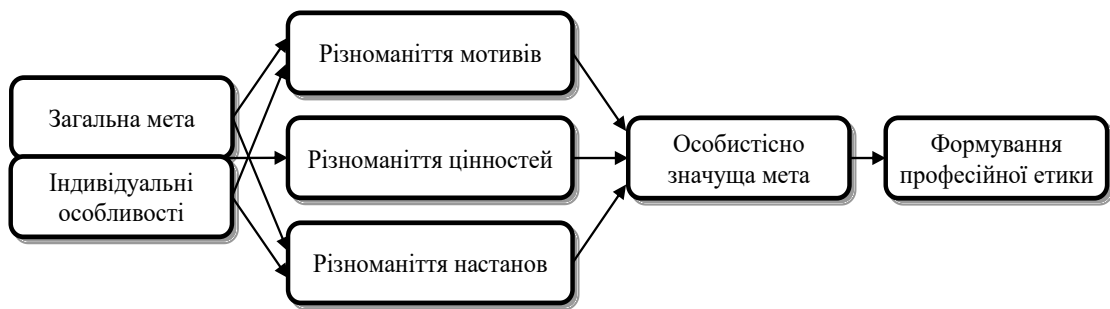 Загальна мета
Індивідуальні
особливості
Різноманіття мотивів
Різноманіття цінностей
Різноманіття настанов
Особистісно
значуща мета
Формування
професійної етики